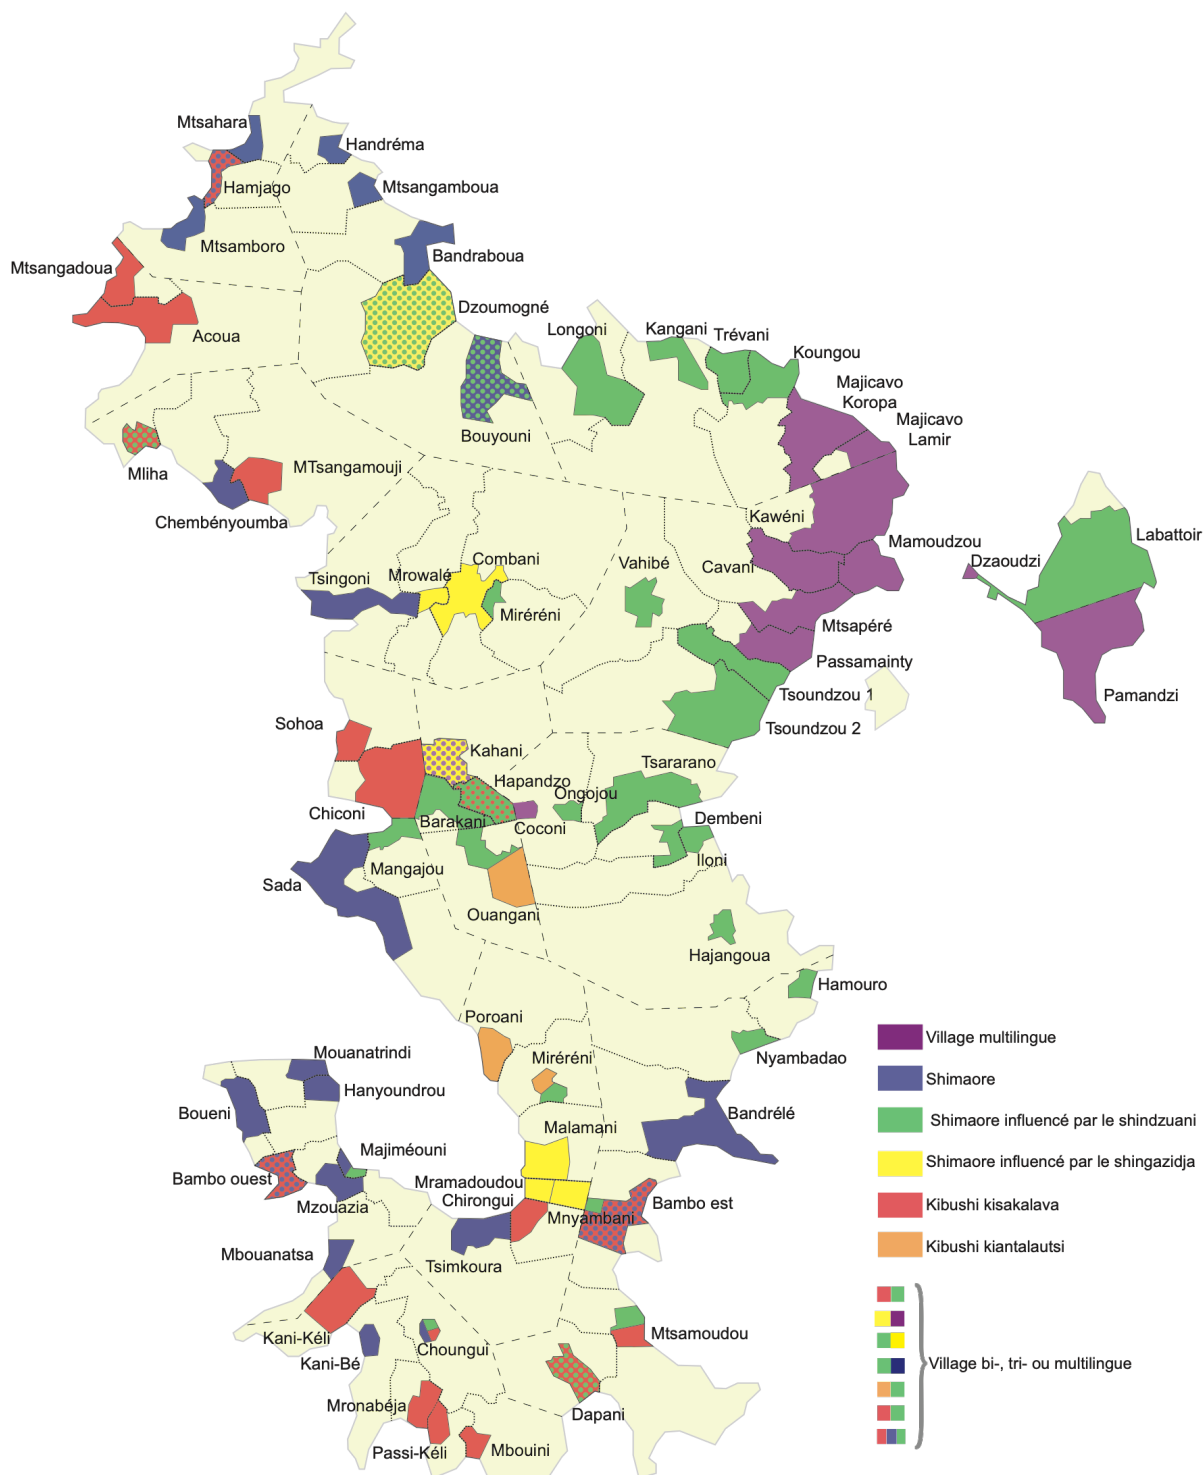 Mtsahara
Handréma
Hamjago
Mtsangamboua
Mtsamboro
Bandraboua
Mtsangadoua
Dzoumogné
Acoua
Longoni
Kangani
Trévani
Koungou
Majicavo
Koropa
Majicavo
Lamir
Bouyouni
Mliha
MTsangamouji
Chembényoumba
Kawéni
Mamoudzou
Labattoir
Dzaoudzi
Combani
Vahibé
Cavani
Tsingoni
Mrowalé
Miréréni
Mtsapéré
Passamainty
Pamandzi
Tsoundzou 1
Tsoundzou 2
Sohoa
Kahani
Tsararano
Hapandzo
Ongojou
Chiconi
Barakani
Coconi
Dembeni
Iloni
Mangajou
Sada
Ouangani
Hajangoua
Hamouro
Poroani
Miréréni
Nyambadao
Mouanatrindi
Hanyoundrou
Boueni
Bandrélé
Malamani
Majiméouni
Bambo ouest
Mramadoudou
Chirongui
Mzouazia
Mnyambani
Bambo est
Mbouanatsa
Tsimkoura
Kani-Kéli
Kani-Bé
Choungui
Mtsamoudou
Mronabéja
Dapani
Passi-Kéli
Mbouini
Village multilingue
Shimaore
Shimaore influencé par le shindzuani
Shimaore influencé par le shingazidja
Kibushi kisakalava
Kibushi kiantalautsi
Village bi-, tri- ou multilingue